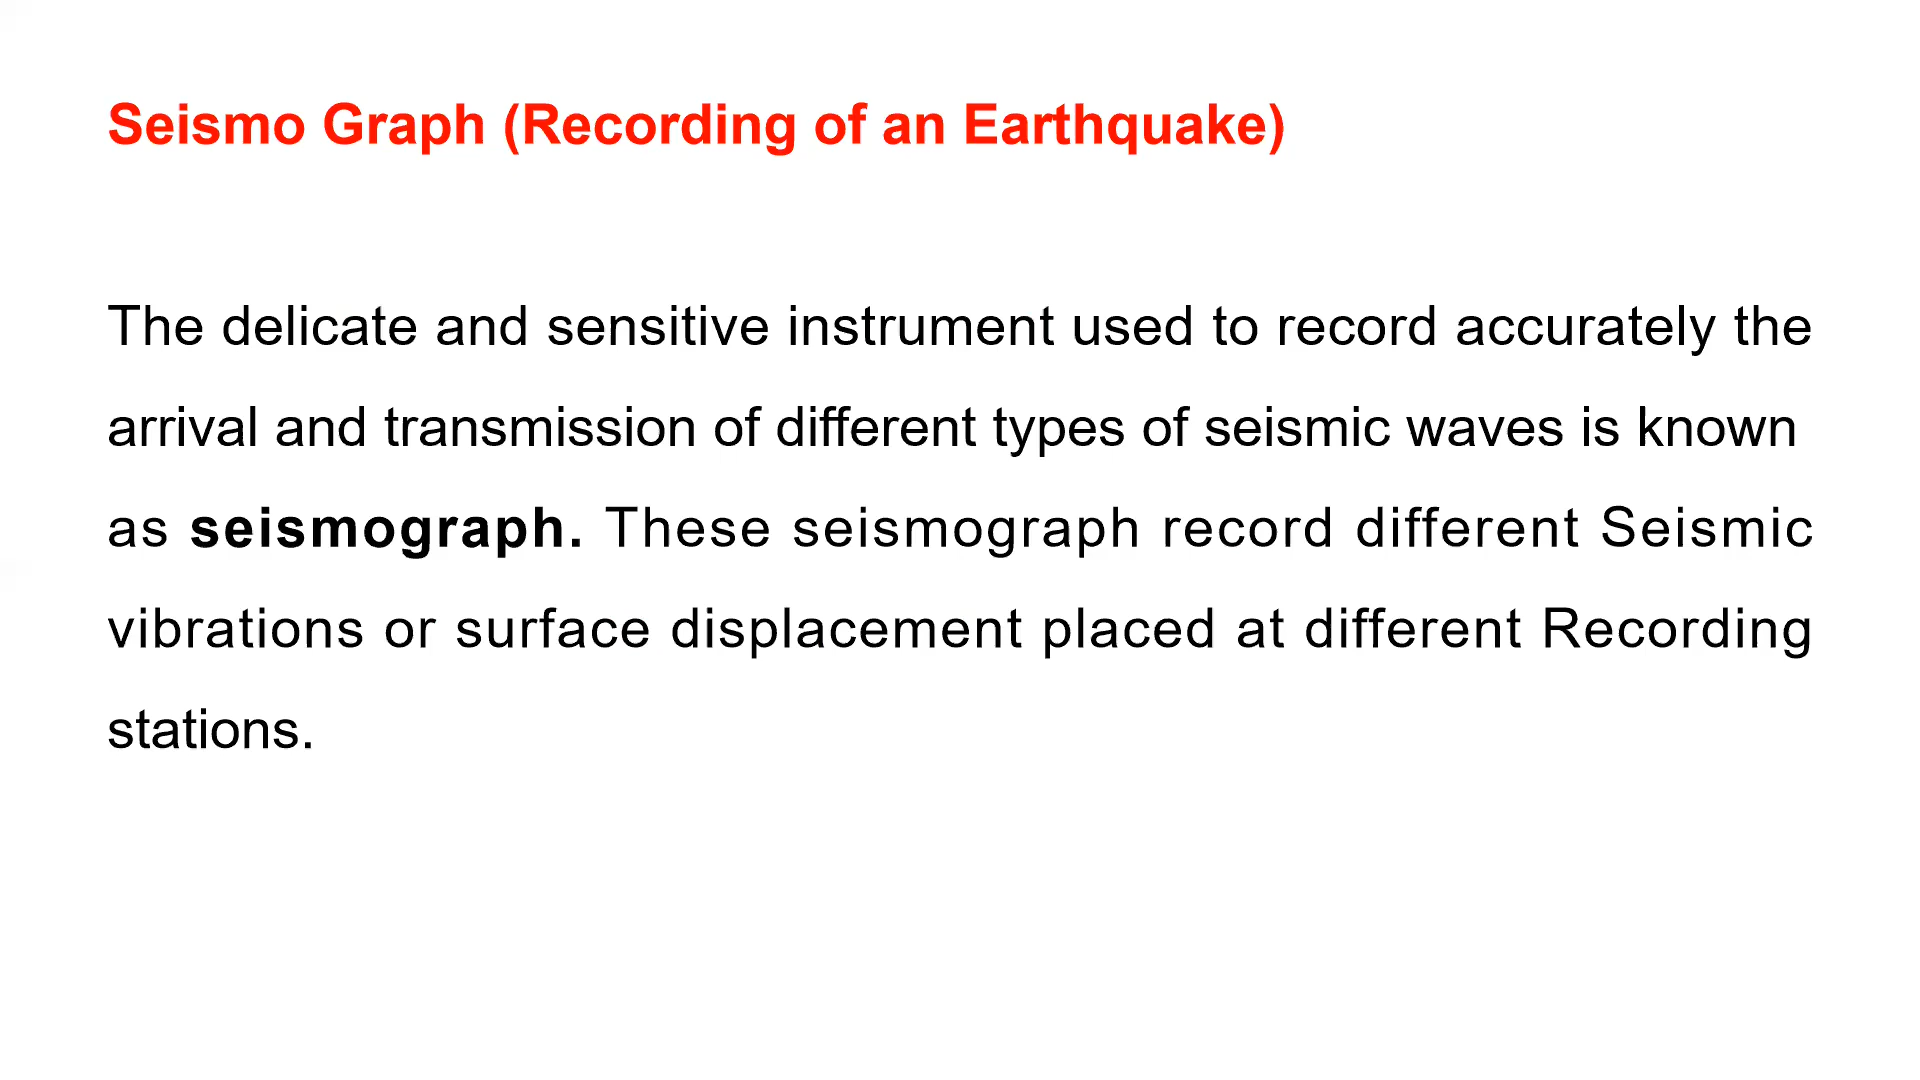 Seismo Graph (Recording of an Earthquake)
The delicate and sensitive instrument used to record accurately the
arrival and transmission of different types of seismic waves is known
as seismograph. These seismograph record different Seismic
vibrations or surface displacement placed at different Recording
stations.